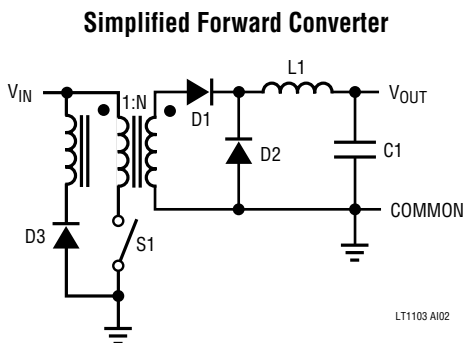 Simplified Forward Converter
VIN
1:N
D1
L1
VOUT
D2
C1
COMMON
D3
S1
LT1103 AI02